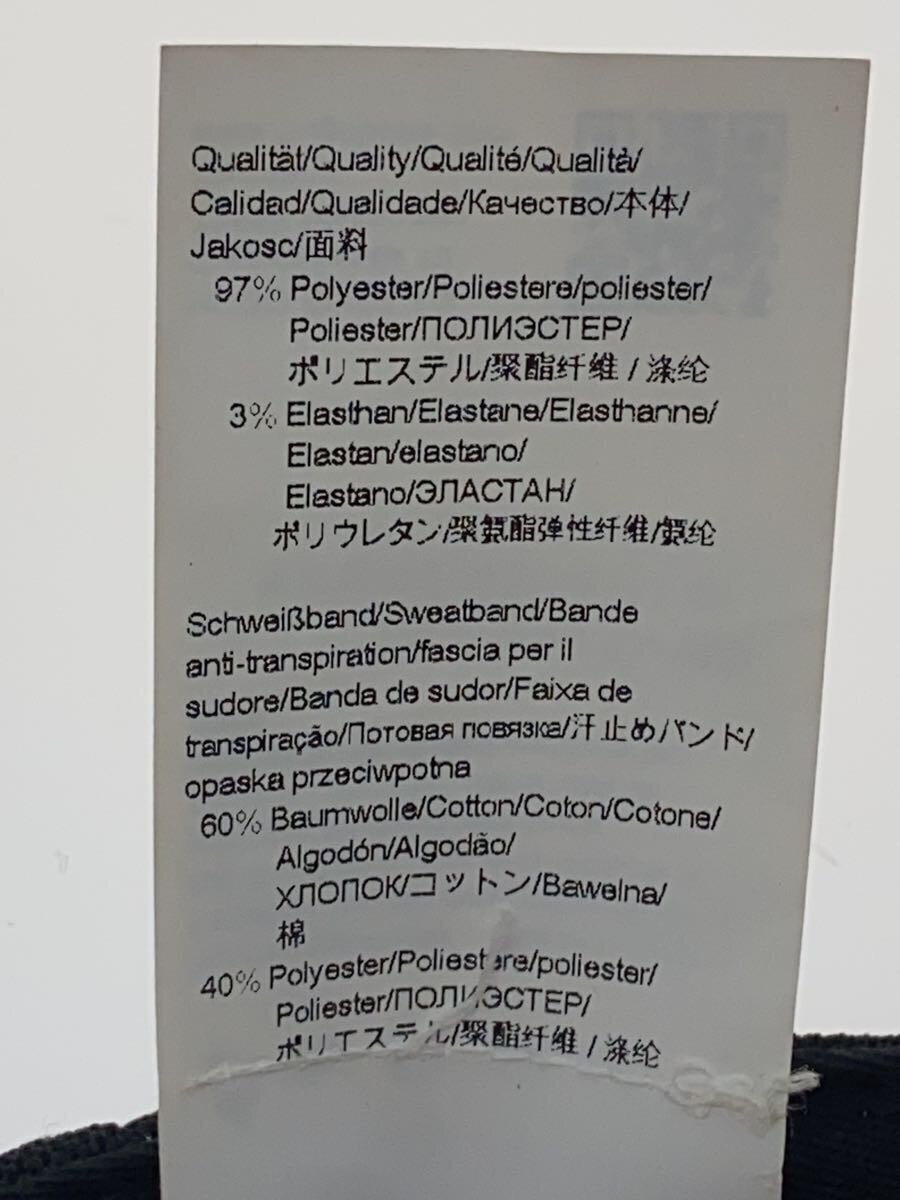 Qualität/Quality/Qualité/Qualità/
Calidad/Qualidade/Качество/本体/
Jakosc/面料
97% Polyester/Poliestere/poliester/
Poliester/ПОЛИЭСТЕР/
ポリエステル/聚酯纤维 / 涤纶
3% Elasthan/Elastane/Elasthanne/
Elastan/elastano/
Elastano/ЭЛАСТАН/
ポリウレタン/聚氨酯弹性纤维/氨纶
Schweißband/Sweatband/Bande
anti-transpiration/fascia per il
sudore/Banda de sudor/Faixa de
transpiração/Потовая повязка/汗止めバンド/
opaska przeciwpotna
60% Baumwolle/Cotton/Coton/Cotone/
Algodón/Algodão/
ХЛОПОК/コットン/Bawelna/
棉
40% Polyester/Poliestere/poliester/
Poliester/ПОЛИЭСТЕР/
ポリエステル/聚酯纤维 / 涤纶